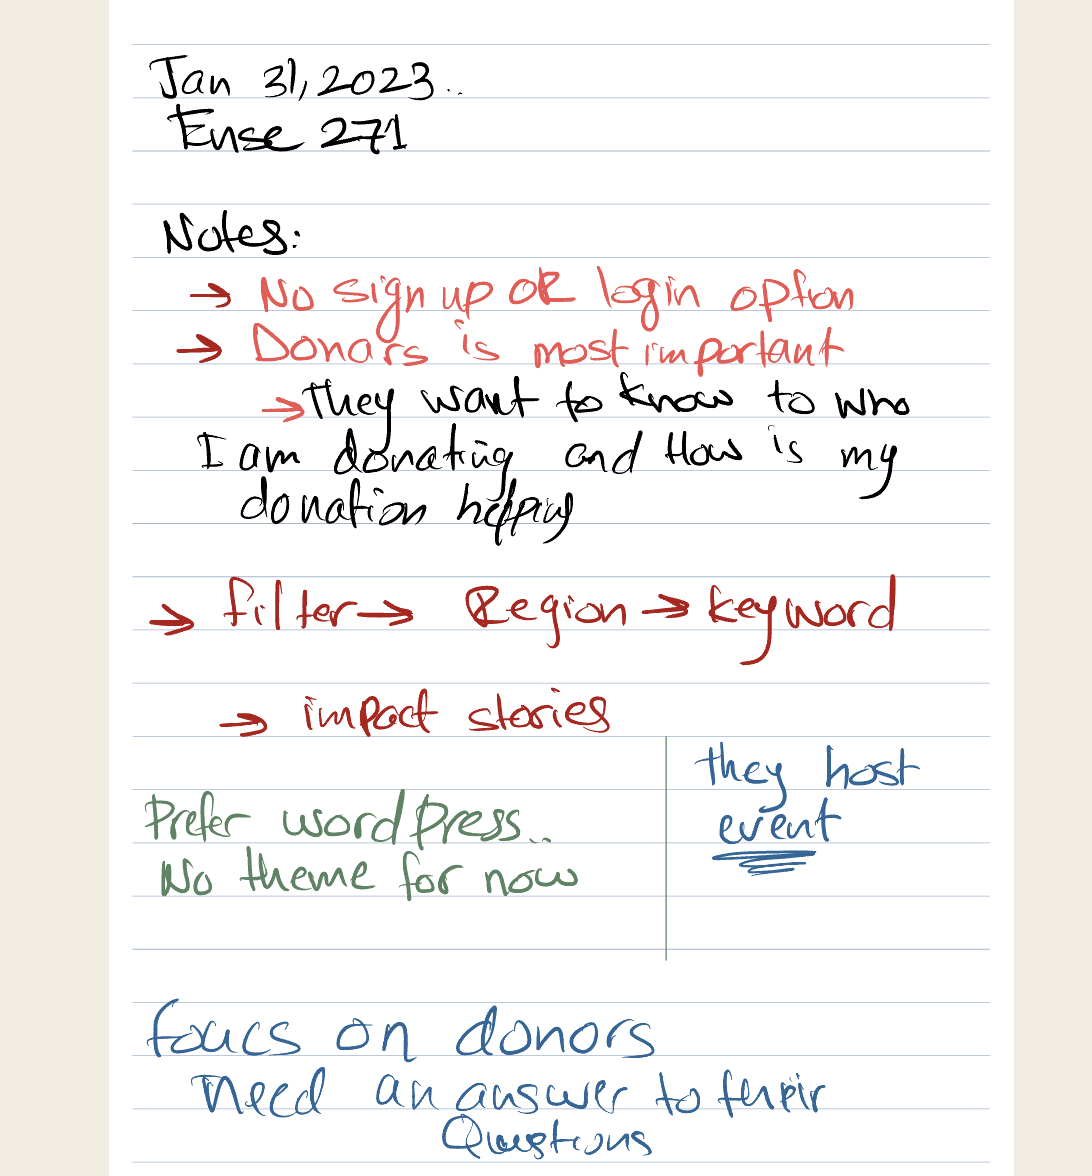 Jan 31, 2023..
Ense 271
Notes:
→ No sign up OR login option
→ Donars is most important
→ they want to know to who
I am donating and How is my
donation helping
→ filter → Region → keyword
→ impact stories
they host
event
Prefer wordPress..
No theme for now
foucs on donors
need an answer to their
Questions